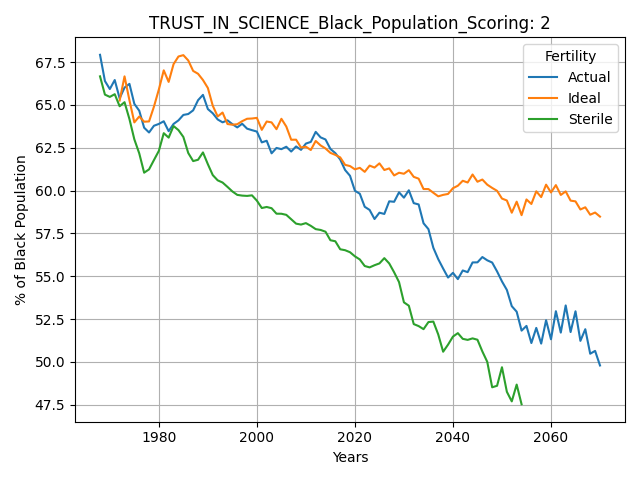 TRUST_IN_SCIENCE_Black_Population_Scoring: 2
Fertility
Actual
Ideal
Sterile
% of Black Population
67.5
65.0
62.5
60.0
57.5
55.0
52.5
50.0
47.5
1980
2000
2020
2040
2060
Years